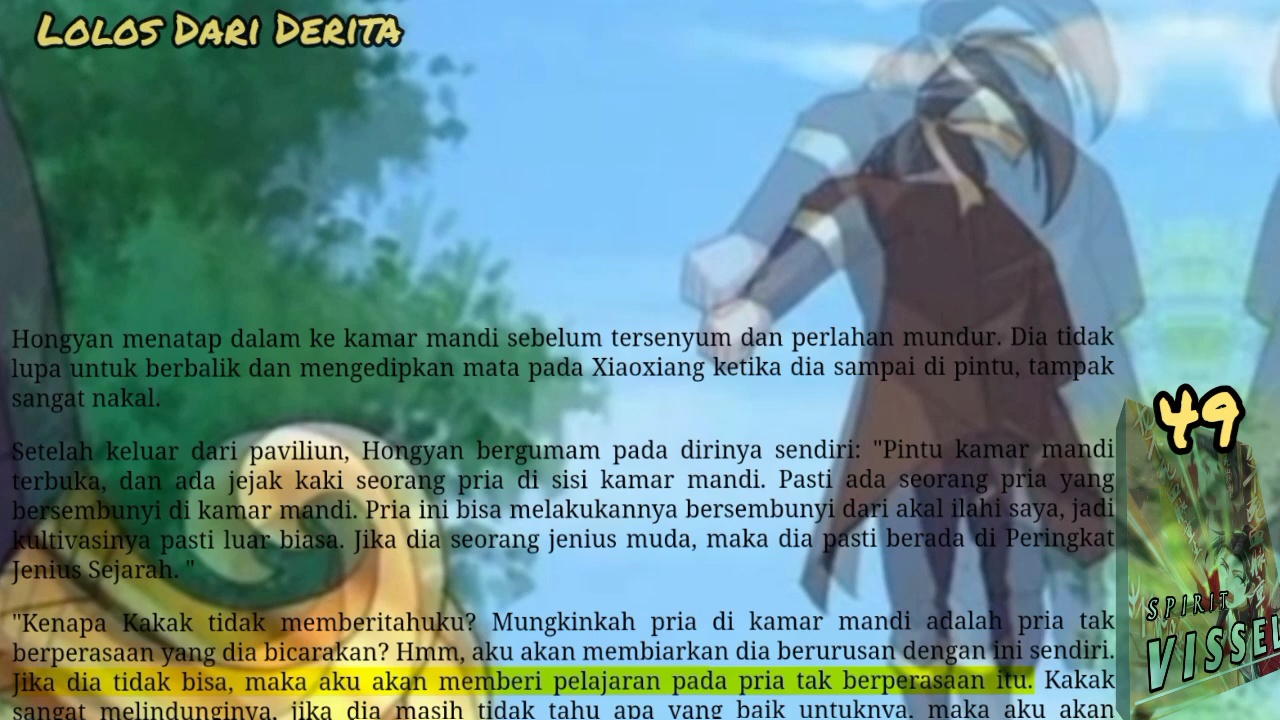 Lolos Dari Derita
Hongyan menatap dalam ke kamar mandi sebelum tersenyum dan perlahan mundur. Dia tidak
lupa untuk berbalik dan mengedipkan mata pada Xiaoxiang ketika dia sampai di pintu, tampak
sangat nakal.
Setelah keluar dari paviliun, Hongyan bergumam pada dirinya sendiri: "Pintu kamar mandi
terbuka, dan ada jejak kaki seorang pria di sisi kamar mandi. Pasti ada seorang pria yang
bersembunyi di kamar mandi. Pria ini bisa melakukannya bersembunyi dari akal ilahi saya, jadi
kultivasinya pasti luar biasa. Jika dia seorang jenius muda, maka dia pasti berada di Peringkat
Jenius Sejarah. "
"Kenapa Kakak tidak memberitahuku? Mungkinkah pria di kamar mandi adalah pria tak
berperasaan yang dia bicarakan? Hmm, aku akan membiarkan dia berurusan dengan ini sendiri.
Jika dia tidak bisa, maka aku akan memberi pelajaran pada pria tak berperasaan itu. Kakak
sangat melindunginya, jika dia masih tidak tahu apa yang baik untuknya, maka aku akan
49
SPIRIT
VISSEL